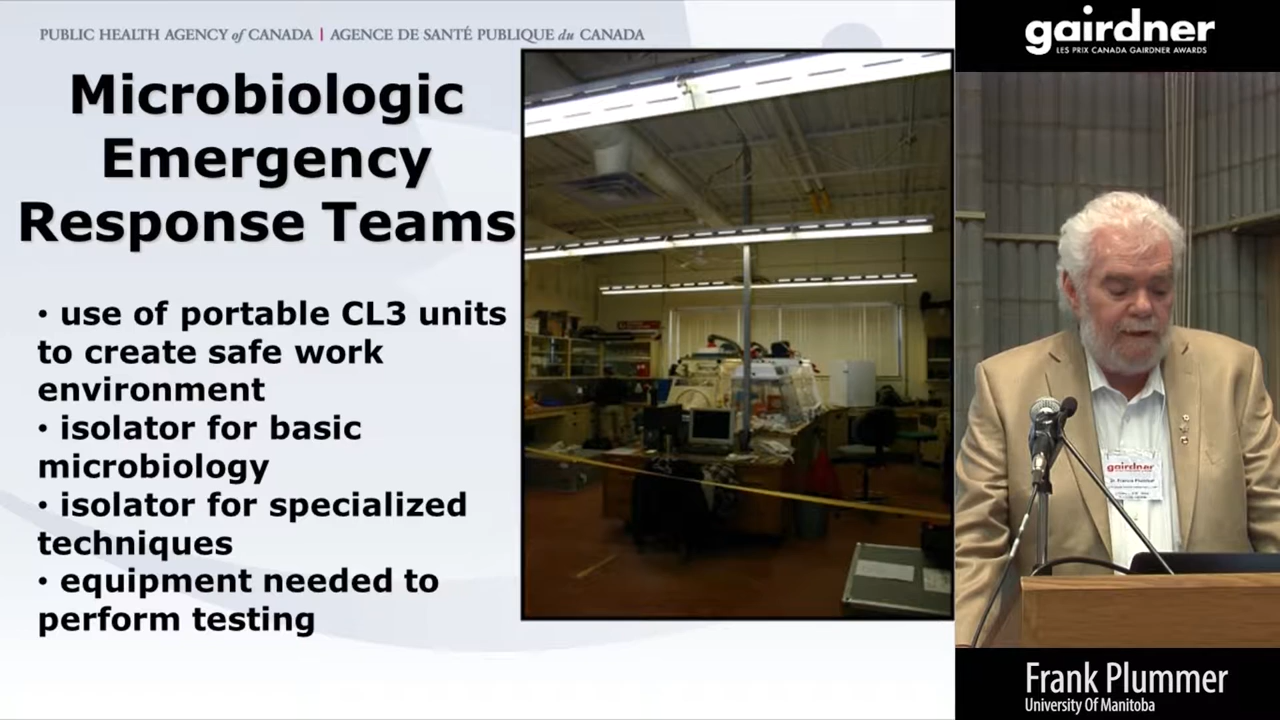 PUBLIC HEALTH AGENCY of CANADA | AGENCE DE SANTÉ PUBLIQUE du CANADA
Microbiologic
Emergency
Response Teams
• use of portable CL3 units
to create safe work
environment
• isolator for basic
microbiology
• isolator for specialized
techniques
• equipment needed to
perform testing
gairdner
LES PRIX CANADA GAIRDNER AWARDS
gairdner
Frank Plummer
University Of Manitoba